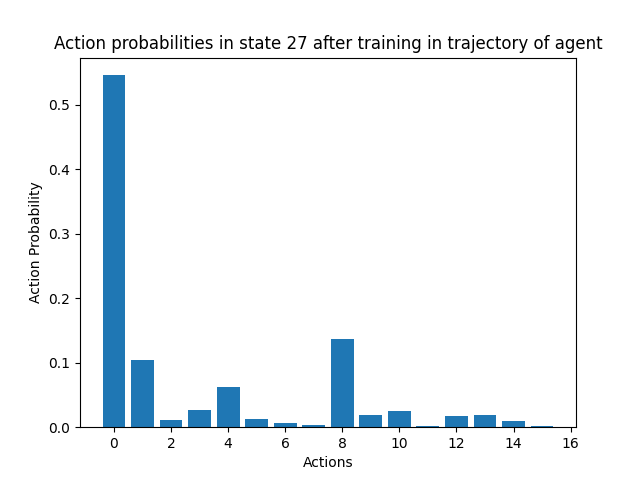 Action probabilities in state 27 after training in trajectory of agent
Action Probability
0.5
0.4
0.3
0.2
0.1
0.0
0 2 4 6 8 10 12 14 16
Actions